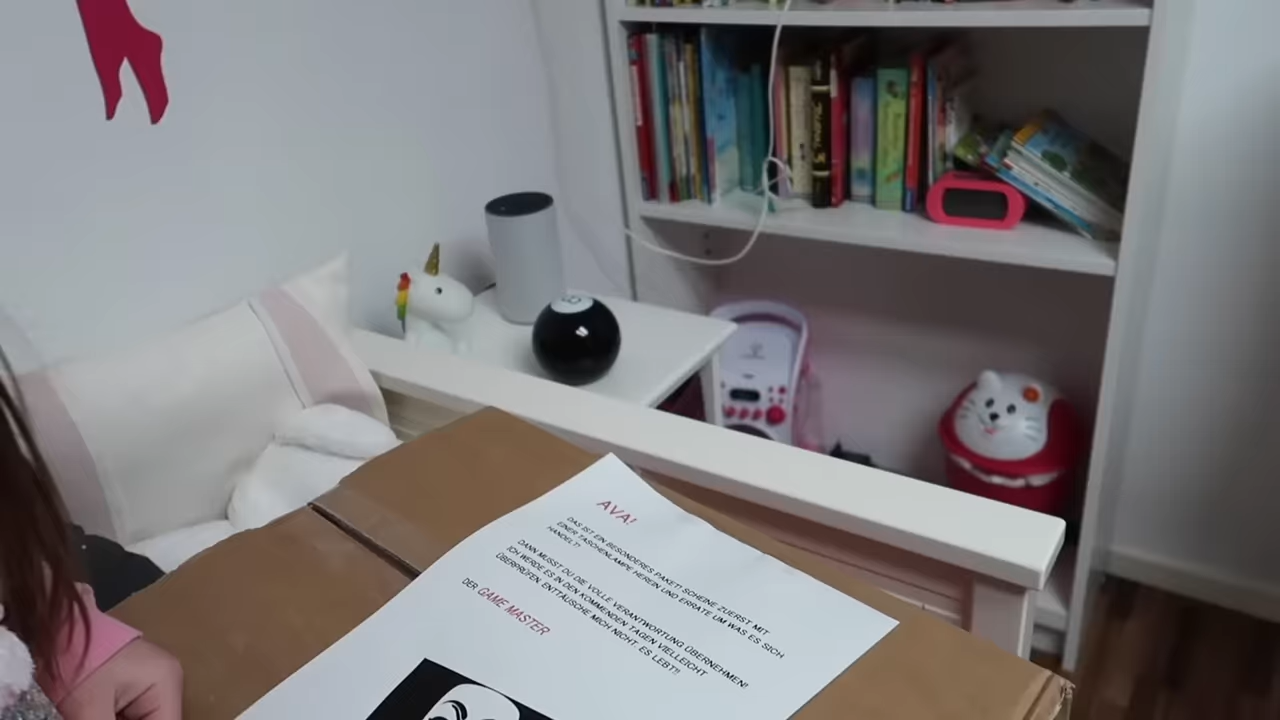 AVA!
DAS IST EIN BESONDERES PAKET! SCHEINE ZUERST MIT
EINER TASCHENLAMPE HEREIN UND ERRATE UM WAS ES SICH
HANDELT!
DANN MUSST DU DIE VOLLE VERANTWORTUNG ÜBERNEHMEN!
ICH WERDE ES IN DEN KOMMENDEN TAGEN VIELLEICHT
ÜBERPRÜFEN. ENTTÄUSCHE MICH NICHT. ES LEBT!!
DER GAME MASTER
8